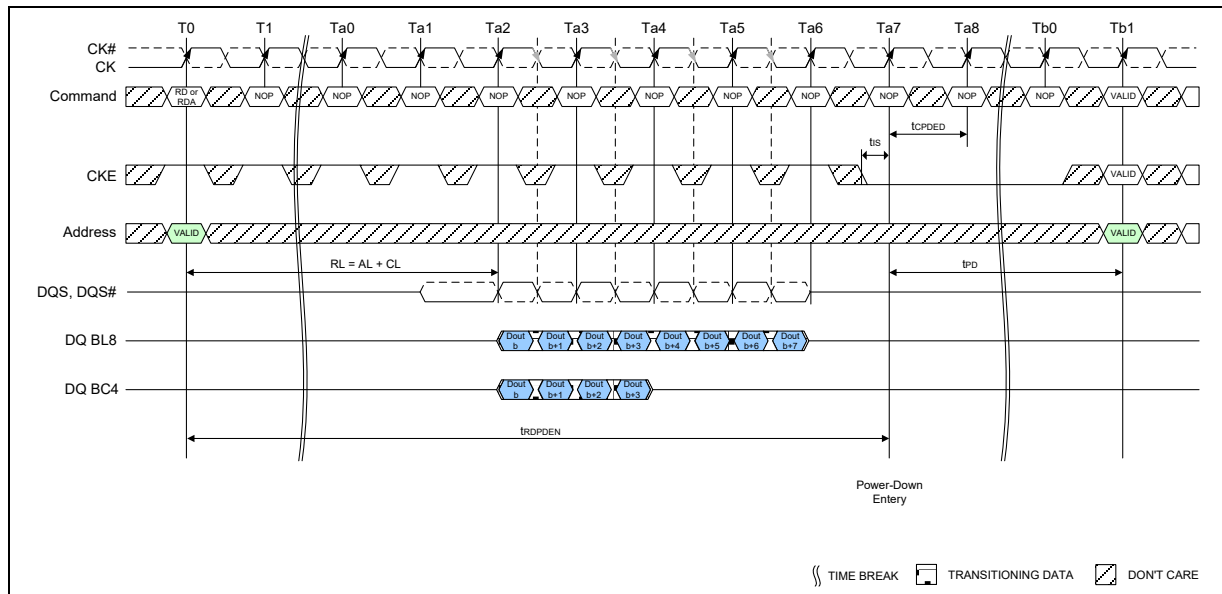 T0 T1 Ta0 Ta1 Ta2 Ta3 Ta4 Ta5 Ta6 Ta7 Ta8 Tb0 Tb1
CK#
CK
Command RD or RDA NOP NOP NOP NOP NOP NOP NOP NOP NOP NOP NOP VALID
tCPDED
tIS
CKE VALID
Address VALID VALID
RL = AL + CL tPD
DQS, DQS#
DQ BL8 Dout b Dout b+1 Dout b+2 Dout b+3 Dout b+4 Dout b+5 Dout b+6 Dout b+7
DQ BC4 Dout b Dout b+1 Dout b+2 Dout b+3
tRDPDEN
Power-Down
Entery
TIME BREAK TRANSITIONING DATA DON'T CARE